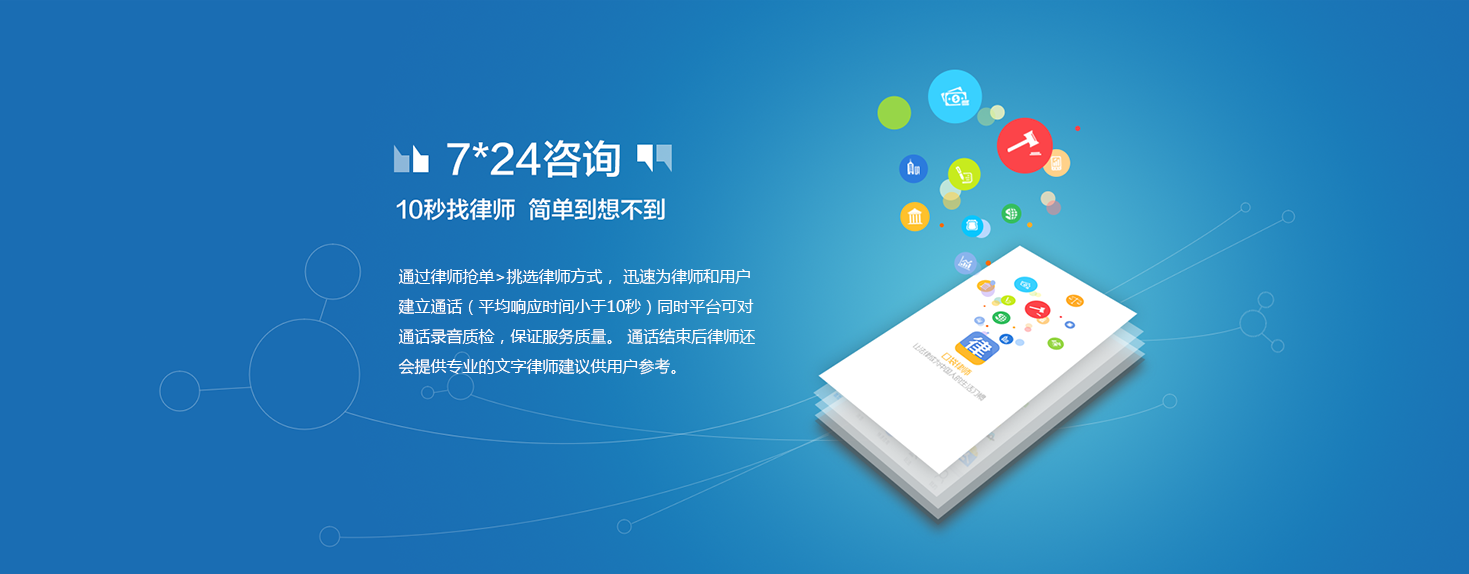 7*24咨询
10秒找律师 简单到想不到
通过律师抢单>挑选律师方式， 迅速为律师和用户
建立通话（平均响应时间小于10秒）同时平台可对
通话录音质检，保证服务质量。 通话结束后律师还
会提供专业的文字律师建议供用户参考。
律
口袋律师